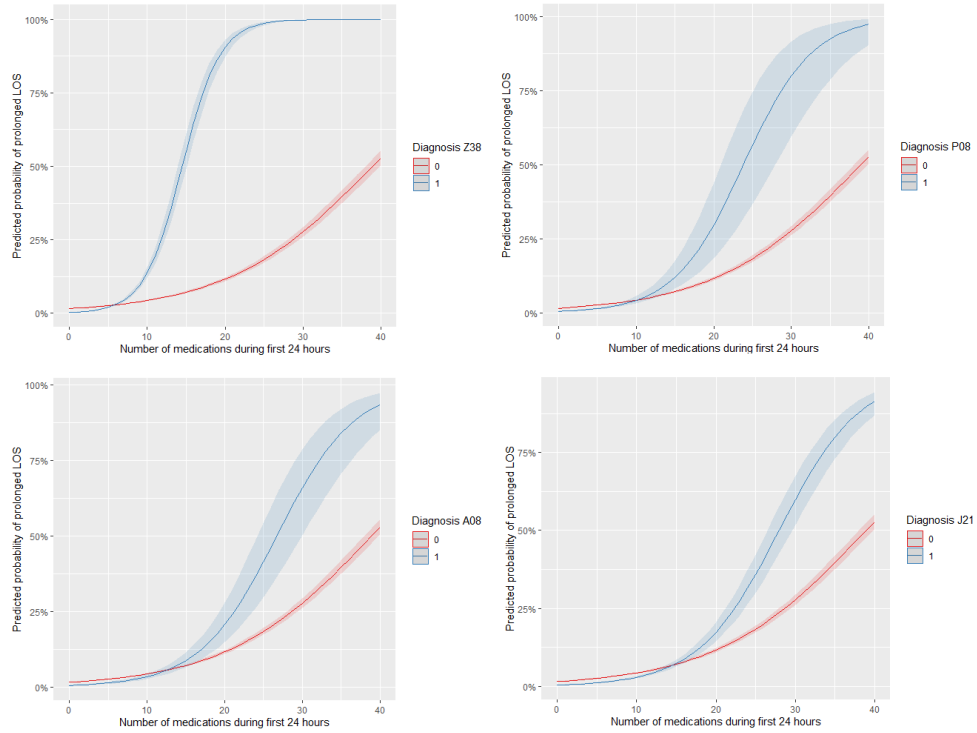 100%
75%
50%
25%
0%
Predicted probability of prolonged LOS
0 10 20 30 40
Number of medications during first 24 hours
Diagnosis Z38
0
1
100%
75%
50%
25%
0%
Predicted probability of prolonged LOS
0 10 20 30 40
Number of medications during first 24 hours
Diagnosis P08
0
1
100%
75%
50%
25%
0%
Predicted probability of prolonged LOS
0 10 20 30 40
Number of medications during first 24 hours
Diagnosis A08
0
1
75%
50%
25%
0%
Predicted probability of prolonged LOS
0 10 20 30 40
Number of medications during first 24 hours
Diagnosis J21
0
1